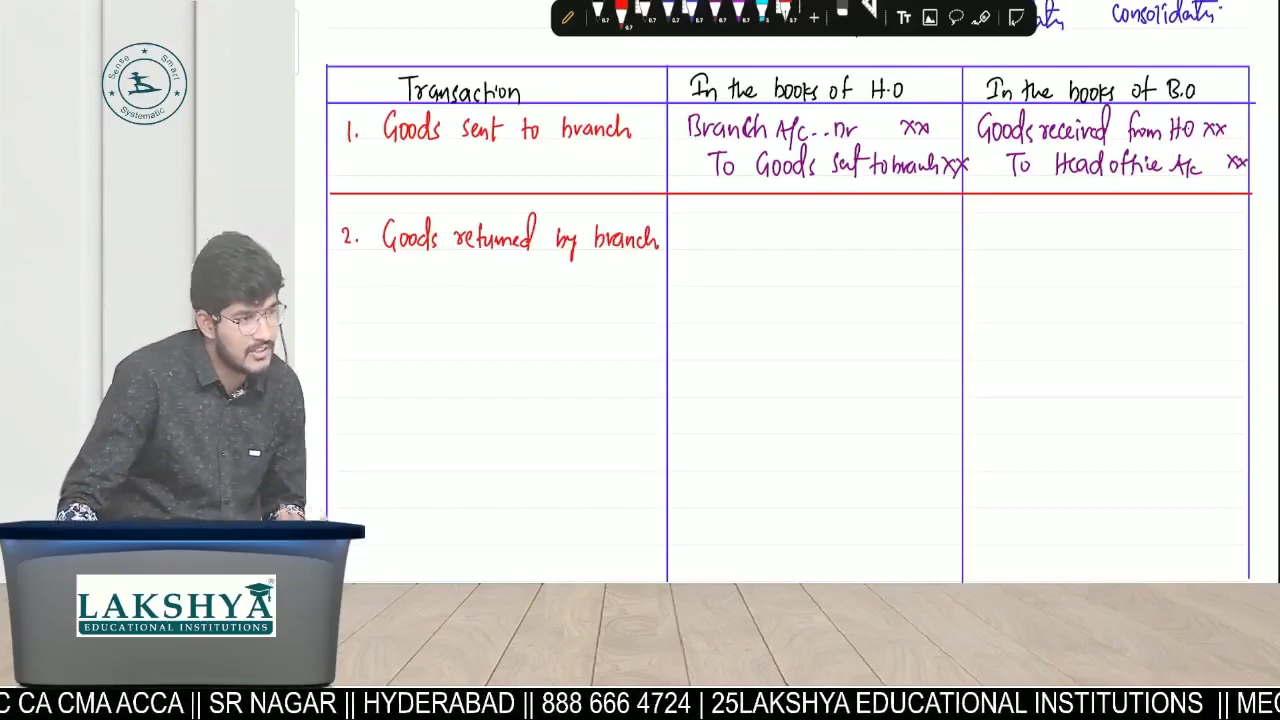 consolidati
Sense Smart Systematic
Transaction
In the books of H.O
In the books of B.O
1. Goods sent to branch
Branch A/c..Dr xx
To Goods sent to branch xx
Goods received from HO xx
To Head office A/c xx
2. Goods returned by branch
LAKSHYA
EDUCATIONAL INSTITUTIONS
C CA CMA ACCA || SR NAGAR || HYDERABAD || 888 666 4724 | 25LAKSHYA EDUCATIONAL INSTITUTIONS || MEC